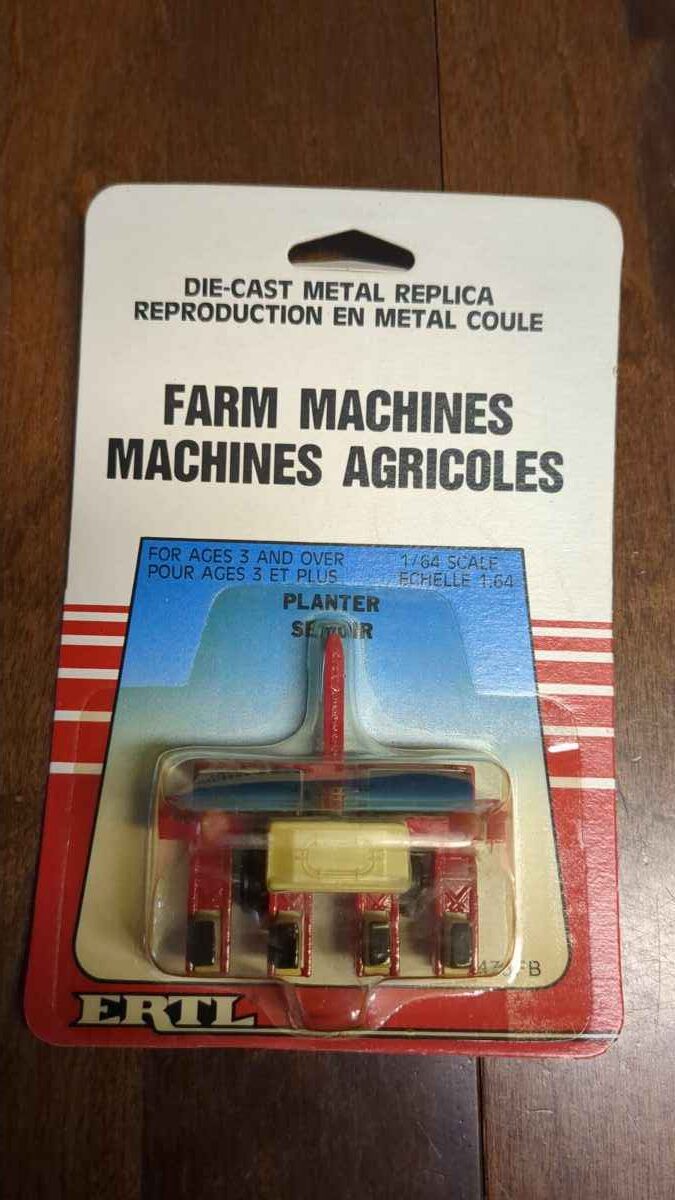 DIE-CAST METAL REPLICA
REPRODUCTION EN METAL COULE
FARM MACHINES
MACHINES AGRICOLES
FOR AGES 3 AND OVER
POUR AGES 3 ET PLUS
1/64 SCALE
ECHELLE 1:64
PLANTER
SEMOIR
ERTL